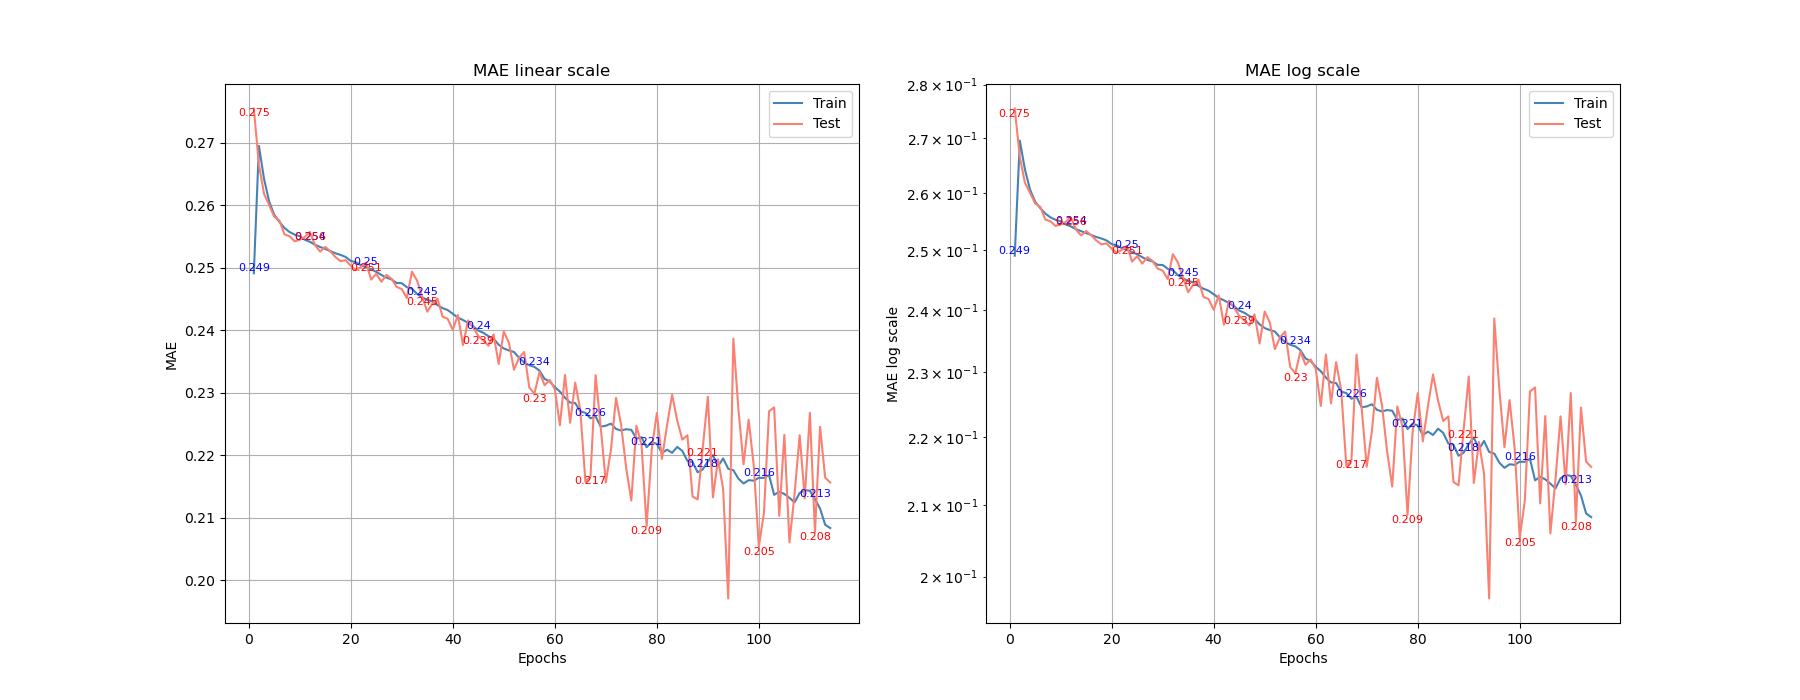 MAE linear scale
0.27
0.26
0.25
0.24
0.23
0.22
0.21
0.20
MAE
0.275
0.249
0.254
0.25
0.251
0.245
0.245
0.24
0.239
0.234
0.23
0.226
0.217
0.221
0.209
0.221
0.218
0.216
0.205
0.213
0.208
Train
Test
0 20 40 60 80 100
Epochs
MAE log scale
2.8 × 10⁻¹
2.7 × 10⁻¹
2.6 × 10⁻¹
2.5 × 10⁻¹
2.4 × 10⁻¹
2.3 × 10⁻¹
2.2 × 10⁻¹
2.1 × 10⁻¹
2 × 10⁻¹
MAE log scale
0.275
0.249
0.254
0.25
0.251
0.245
0.245
0.24
0.239
0.234
0.23
0.226
0.217
0.221
0.209
0.221
0.218
0.216
0.205
0.213
0.208
Train
Test
0 20 40 60 80 100
Epochs